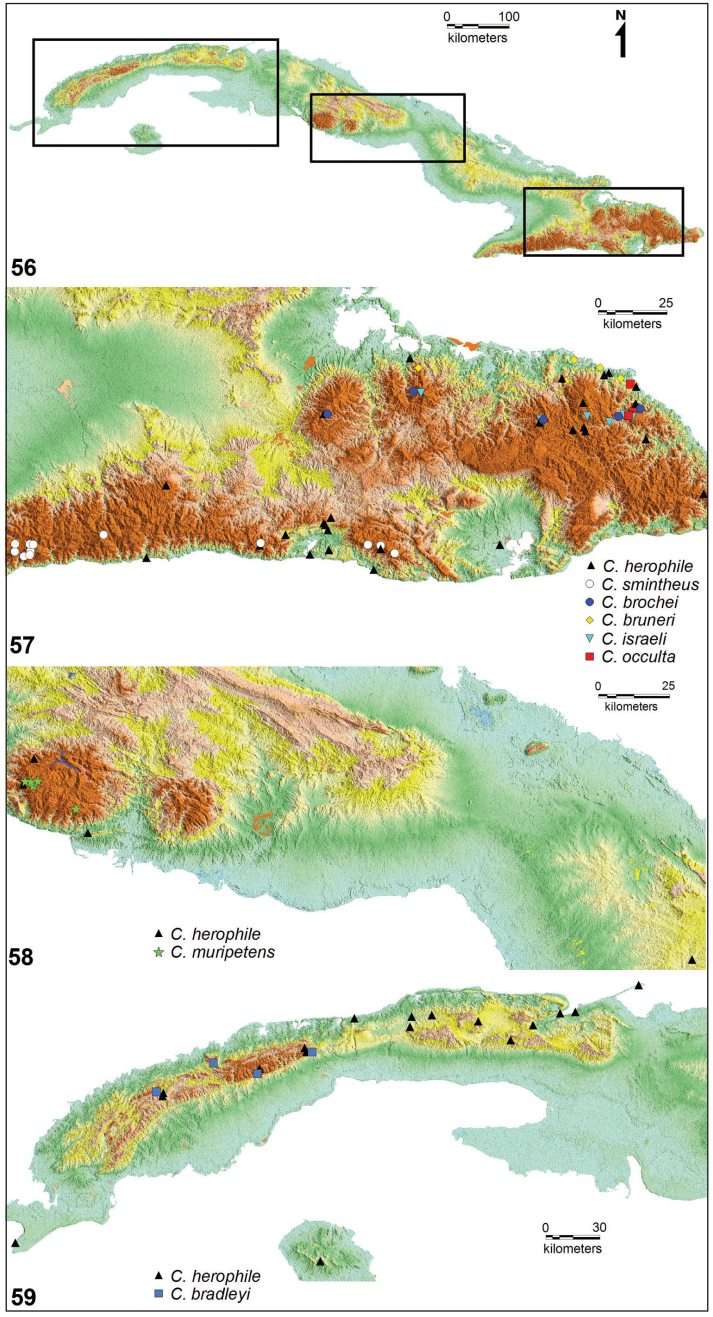 0 100
kilometers
N
56
0 25
kilometers
C. herophile
C. smintheus
C. brochei
C. bruneri
C. israeli
C. occulta
57
0 25
kilometers
C. herophile
C. muripetens
58
0 30
kilometers
C. herophile
C. bradleyi
59